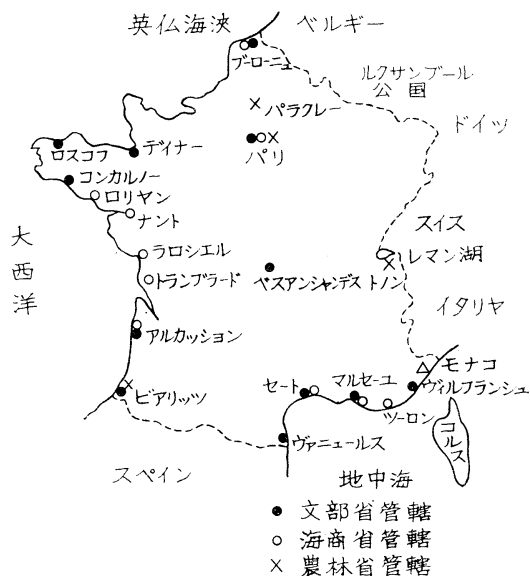 英仏海浹
ベルギー
ブーローニュ
ルクサンブール
公国
パラクレー
ドイツ
パリ
ロスコフ
ディナー
コンカルノー
ロリヤン
ナント
大西洋
スイス
レマン湖
ラロシエル
トランブラード
ベスアンシャンデス
トノン
イタリヤ
アルカッション
モナコ
ビアリッツ
セート
マルセーユ
ヴィルフランシュ
ツーロン
コルス
ヴァニュールス
スペイン
地中海
● 文部省管轄
○ 海商省管轄
× 農林省管轄